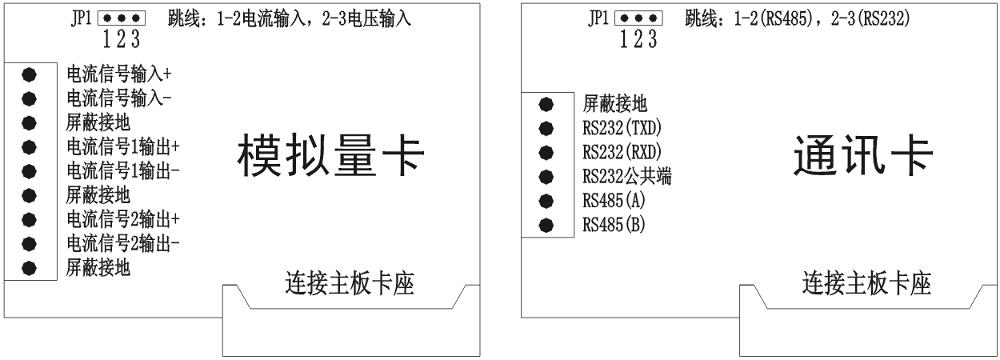 JP1 跳线：1-2电流输入，2-3电压输入
1 2 3
电流信号输入+
电流信号输入-
屏蔽接地
电流信号1输出+
电流信号1输出-
屏蔽接地
电流信号2输出+
电流信号2输出-
屏蔽接地
模拟量卡
连接主板卡座
JP1 跳线：1-2(RS485)，2-3(RS232)
1 2 3
屏蔽接地
RS232(TXD)
RS232(RXD)
RS232公共端
RS485(A)
RS485(B)
通讯卡
连接主板卡座